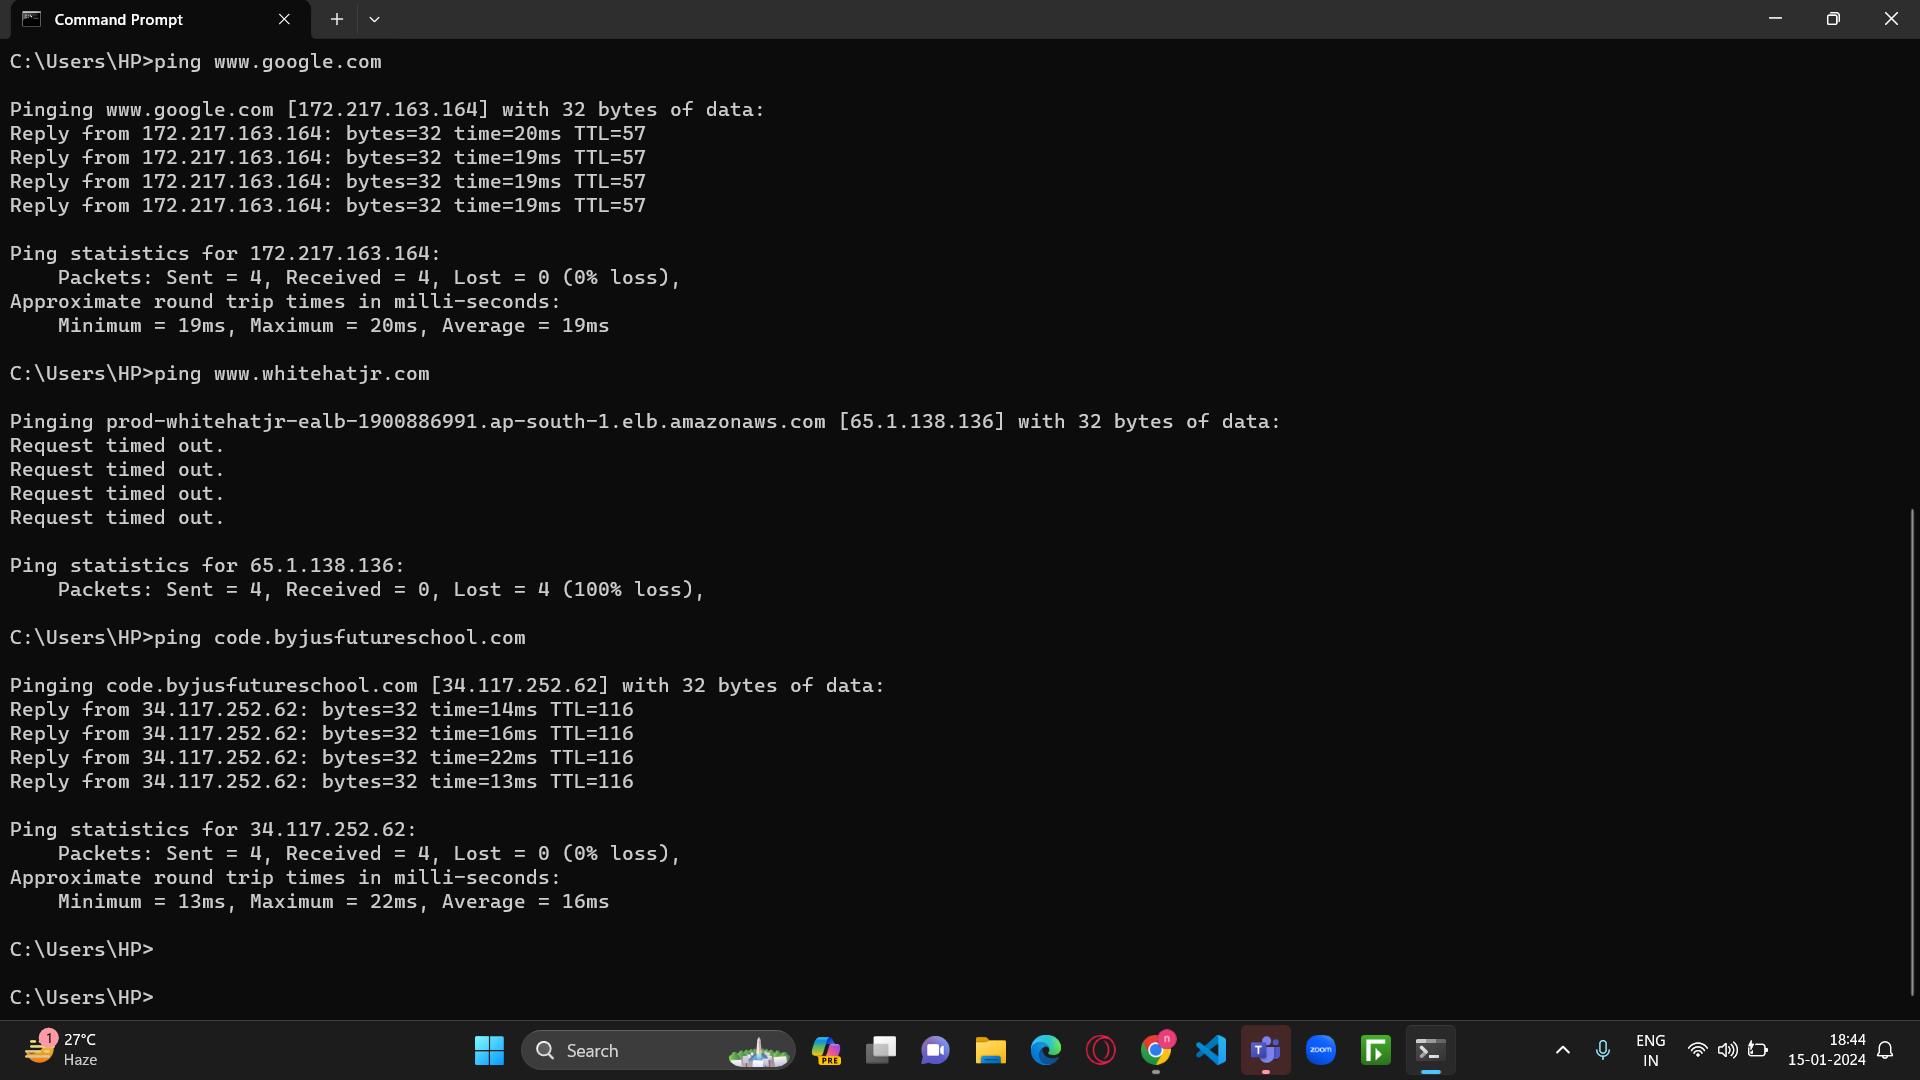 Command Prompt
C:\Users\HP>ping www.google.com
Pinging www.google.com [172.217.163.164] with 32 bytes of data:
Reply from 172.217.163.164: bytes=32 time=20ms TTL=57
Reply from 172.217.163.164: bytes=32 time=19ms TTL=57
Reply from 172.217.163.164: bytes=32 time=19ms TTL=57
Reply from 172.217.163.164: bytes=32 time=19ms TTL=57
Ping statistics for 172.217.163.164:
    Packets: Sent = 4, Received = 4, Lost = 0 (0% loss),
Approximate round trip times in milli-seconds:
    Minimum = 19ms, Maximum = 20ms, Average = 19ms
C:\Users\HP>ping www.whitehatjr.com
Pinging prod-whitehatjr-ealb-1900886991.ap-south-1.elb.amazonaws.com [65.1.138.136] with 32 bytes of data:
Request timed out.
Request timed out.
Request timed out.
Request timed out.
Ping statistics for 65.1.138.136:
    Packets: Sent = 4, Received = 0, Lost = 4 (100% loss),
C:\Users\HP>ping code.byjusfutureschool.com
Pinging code.byjusfutureschool.com [34.117.252.62] with 32 bytes of data:
Reply from 34.117.252.62: bytes=32 time=14ms TTL=116
Reply from 34.117.252.62: bytes=32 time=16ms TTL=116
Reply from 34.117.252.62: bytes=32 time=22ms TTL=116
Reply from 34.117.252.62: bytes=32 time=13ms TTL=116
Ping statistics for 34.117.252.62:
    Packets: Sent = 4, Received = 4, Lost = 0 (0% loss),
Approximate round trip times in milli-seconds:
    Minimum = 13ms, Maximum = 22ms, Average = 16ms
C:\Users\HP>
C:\Users\HP>
1
27°C
Haze
Search
PRE
n
T
zoom
ENG
IN
18:44
15-01-2024